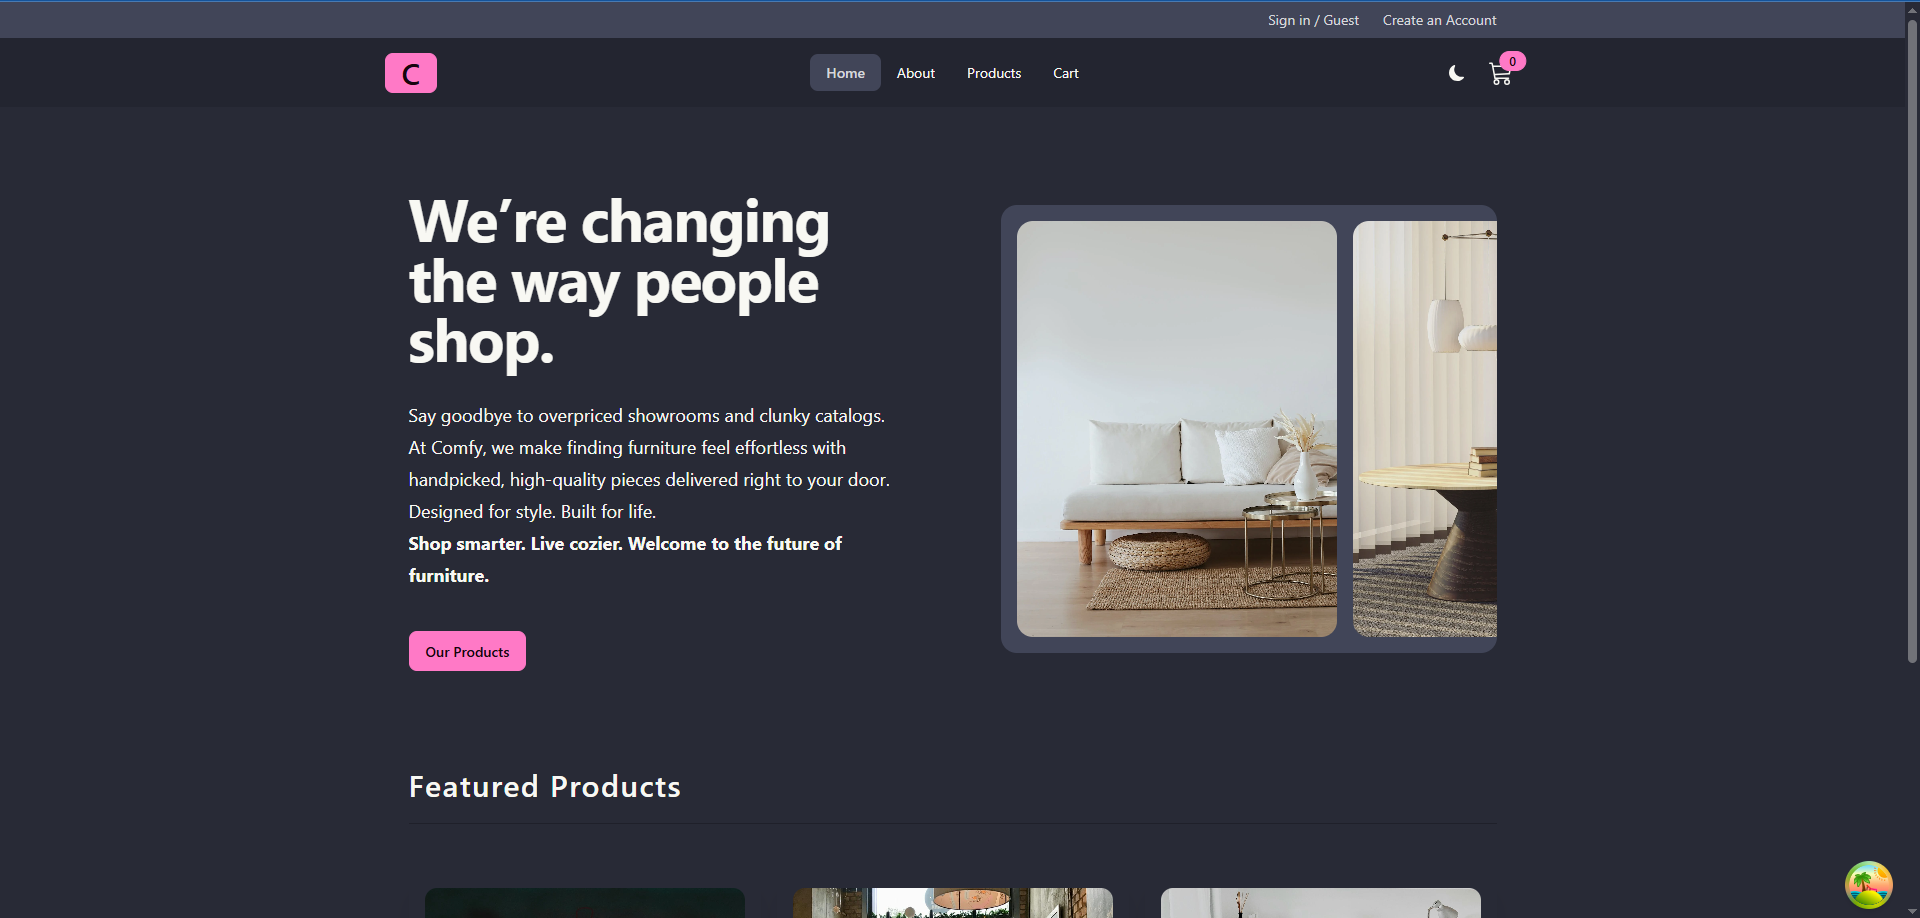 Sign in / Guest Create an Account
C Home About Products Cart 0
We’re changing
the way people
shop.
Say goodbye to overpriced showrooms and clunky catalogs.
At Comfy, we make finding furniture feel effortless with
handpicked, high-quality pieces delivered right to your door.
Designed for style. Built for life.
Shop smarter. Live cozier. Welcome to the future of
furniture.
Our Products
Featured Products